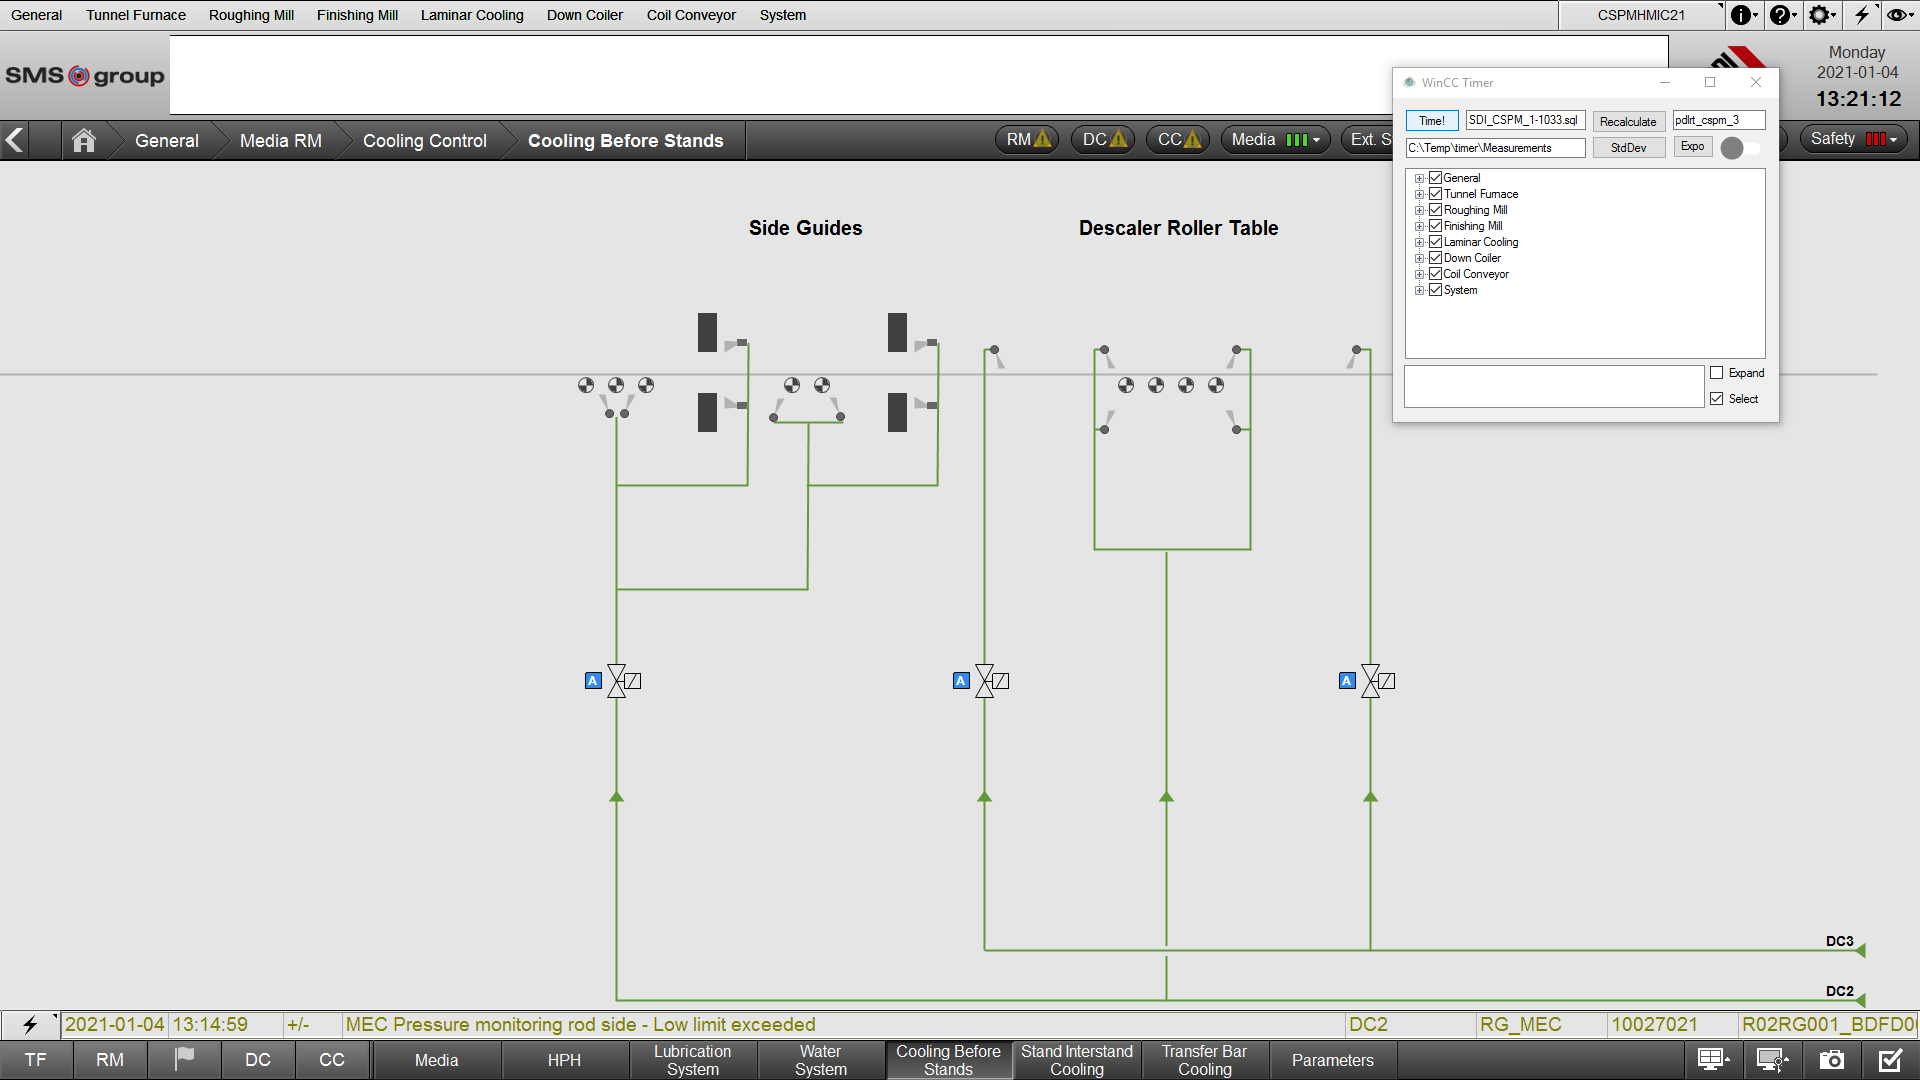 General Tunnel Furnace Roughing Mill Finishing Mill Laminar Cooling Down Coiler Coil Conveyor System CSPMHMIC21
SMS group
Monday
2021-01-04
13:21:12
General Media RM Cooling Control Cooling Before Stands RM DC CC Media Ext. S Safety
WinCC Timer
Time! SDI_CSPM_1-1033.sql Recalculate pdlrt_cspm_3
C:\Temp\timer\Measurements StdDev Expo
General
Tunnel Furnace
Roughing Mill
Finishing Mill
Laminar Cooling
Down Coiler
Coil Conveyor
System
Expand
Select
Side Guides Descaler Roller Table
A A A
DC3
DC2
2021-01-04 13:14:59 +/- MEC Pressure monitoring rod side - Low limit exceeded DC2 RG_MEC 10027021 R02RG001_BDFD0
TF RM DC CC Media HPH Lubrication System Water System Cooling Before Stands Stand Interstand Cooling Transfer Bar Cooling Parameters